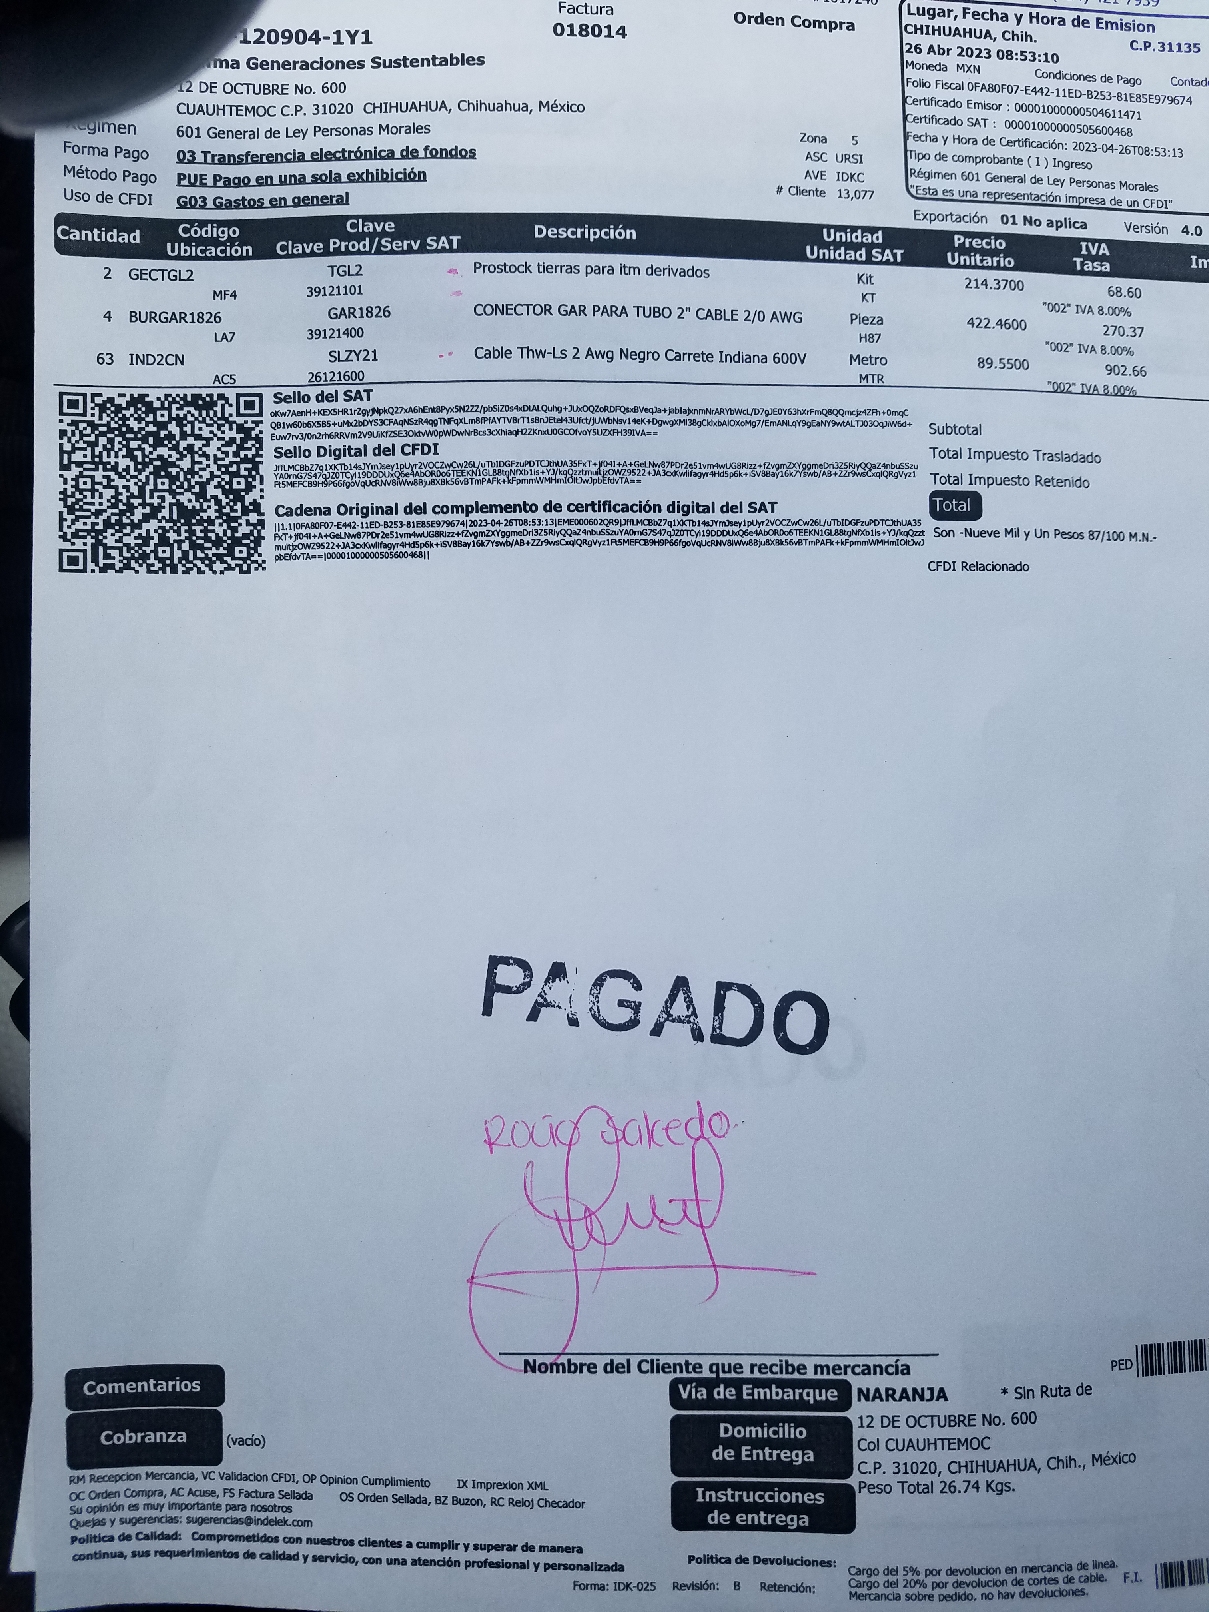 Factura
018014
Orden Compra
120904-1Y1
ma Generaciones Sustentables
12 DE OCTUBRE No. 600
CUAUHTEMOC C.P. 31020 CHIHUAHUA, Chihuahua, México
Régimen 601 General de Ley Personas Morales
Forma Pago 03 Transferencia electrónica de fondos
Método Pago PUE Pago en una sola exhibición
Uso de CFDI G03 Gastos en general
Zona 5
ASC URSI
AVE IDKC
# Cliente 13,077
Lugar, Fecha y Hora de Emision
CHIHUAHUA, Chih. C.P. 31135
26 Abr 2023 08:53:10
Moneda MXN Condiciones de Pago
Folio Fiscal 0FA80F07-E442-11ED-B253-81E85E979674
Certificado Emisor : 00001000000504611471
Certificado SAT : 00001000000505600468
Fecha y Hora de Certificación: 2023-04-26T08:53:13
Tipo de comprobante ( I ) Ingreso
Régimen 601 General de Ley Personas Morales
"Esta es una representación impresa de un CFDI"
Exportación 01 No aplica Versión 4.0
Cantidad Código Ubicación Clave Clave Prod/Serv SAT Descripción Unidad Unidad SAT Precio Unitario IVA Tasa
2 GECTGL2 TGL2 Prostock tierras para itm derivados Kit 214.3700 68.60
MF4 39121101 KT "002" IVA 8.00%
4 BURGAR1826 GAR1826 CONECTOR GAR PARA TUBO 2" CABLE 2/0 AWG Pieza 422.4600 270.37
LA7 39121400 H87 "002" IVA 8.00%
63 IND2CN SLZY21 Cable Thw-Ls 2 Awg Negro Carrete Indiana 600V Metro 89.5500 902.66
AC5 26121600 MTR "002" IVA 8.00%
Sello del SAT
Sello Digital del CFDI
Cadena Original del complemento de certificación digital del SAT
Subtotal
Total Impuesto Trasladado
Total Impuesto Retenido
Total
Son -Nueve Mil y Un Pesos 87/100 M.N.-
CFDI Relacionado
PAGADO
Rocio Salcedo
Nombre del Cliente que recibe mercancía
PED
Comentarios
Cobranza (vacío)
Vía de Embarque NARANJA * Sin Ruta de
Domicilio de Entrega 12 DE OCTUBRE No. 600
Col CUAUHTEMOC
C.P. 31020, CHIHUAHUA, Chih., México
Peso Total 26.74 Kgs.
Instrucciones de entrega
RM Recepcion Mercancia, VC Validacion CFDI, OP Opinion Cumplimiento IX Imprexion XML
OC Orden Compra, AC Acuse, FS Factura Sellada OS Orden Sellada, BZ Buzon, RC Reloj Checador
Su opinión es muy importante para nosotros
Quejas y sugerencias: sugerencias@indelek.com
Politica de Calidad: Comprometidos con nuestros clientes a cumplir y superar de manera
continua, sus requerimientos de calidad y servicio, con una atención profesional y personalizada
Politica de Devoluciones: Cargo del 5% por devolucion en mercancia de linea.
Cargo del 20% por devolucion de cortes de cable. F.I.
Mercancia sobre pedido, no hay devoluciones.
Forma: IDK-025 Revisión: B Retención: